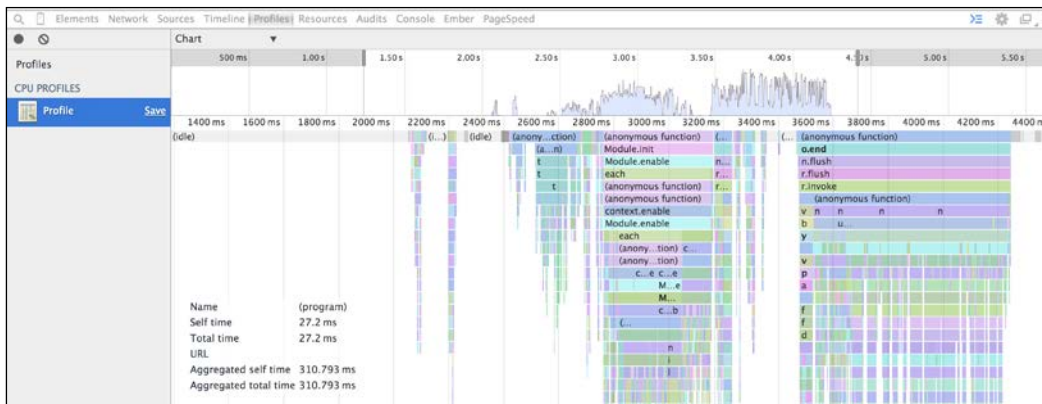 Elements Network Sources Timeline Profiles Resources Audits Console Ember PageSpeed
Chart
Profiles
CPU PROFILES
Profile Save
500 ms 1.00 s 1.50 s 2.00 s 2.50 s 3.00 s 3.50 s 4.00 s 5.00 s 5.50 s
1400 ms 1600 ms 1800 ms 2000 ms 2200 ms 2400 ms 2600 ms 2800 ms 3000 ms 3200 ms 3400 ms 3600 ms 3800 ms 4000 ms 4200 ms 4400 m
(idle) (i...) (idle) (anony...ction) (anonymous function) (... (... (anonymous function)
(a...n) Module.init o.end
t Module.enable n... n.flush
t each r... r.flush
t (anonymous function) r... r.invoke
(anonymous function) (anonymous function)
context.enable v n n n n
Module.enable b u...
each y
(anony...tion) c...
(anony...tion) v
c...e c...e p
M...e a
M...
c...b f
(... f
d
n
i
Name (program)
Self time 27.2 ms
Total time 27.2 ms
URL
Aggregated self time 310.793 ms
Aggregated total time 310.793 ms